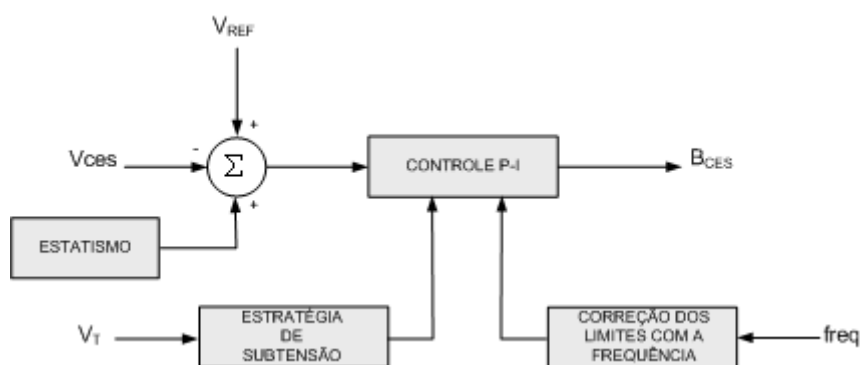 VREF
+
-
Vces
Σ
CONTROLE P-I
BCES
+
ESTATISMO
VT
ESTRATÉGIA
DE
SUBTENSÃO
CORREÇÃO DOS
LIMITES COM A
FREQUÊNCIA
freq